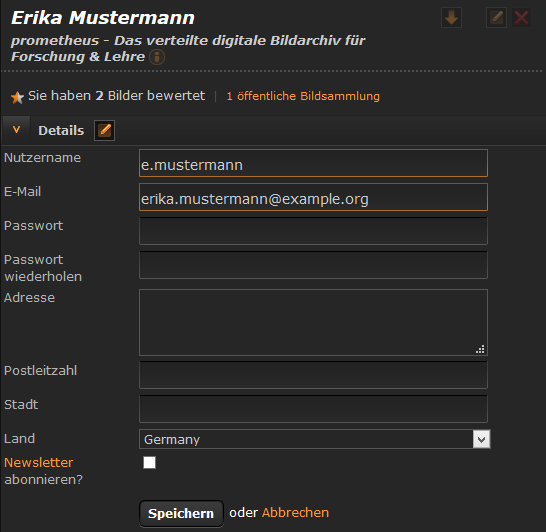 Erika Mustermann
prometheus - Das verteilte digitale Bildarchiv für
Forschung & Lehre
Sie haben 2 Bilder bewertet | 1 öffentliche Bildsammlung
Details
Nutzername e.mustermann
E-Mail erika.mustermann@example.org
Passwort
Passwort
wiederholen
Adresse
Postleitzahl
Stadt
Land Germany
Newsletter
abonnieren?
Speichern oder Abbrechen